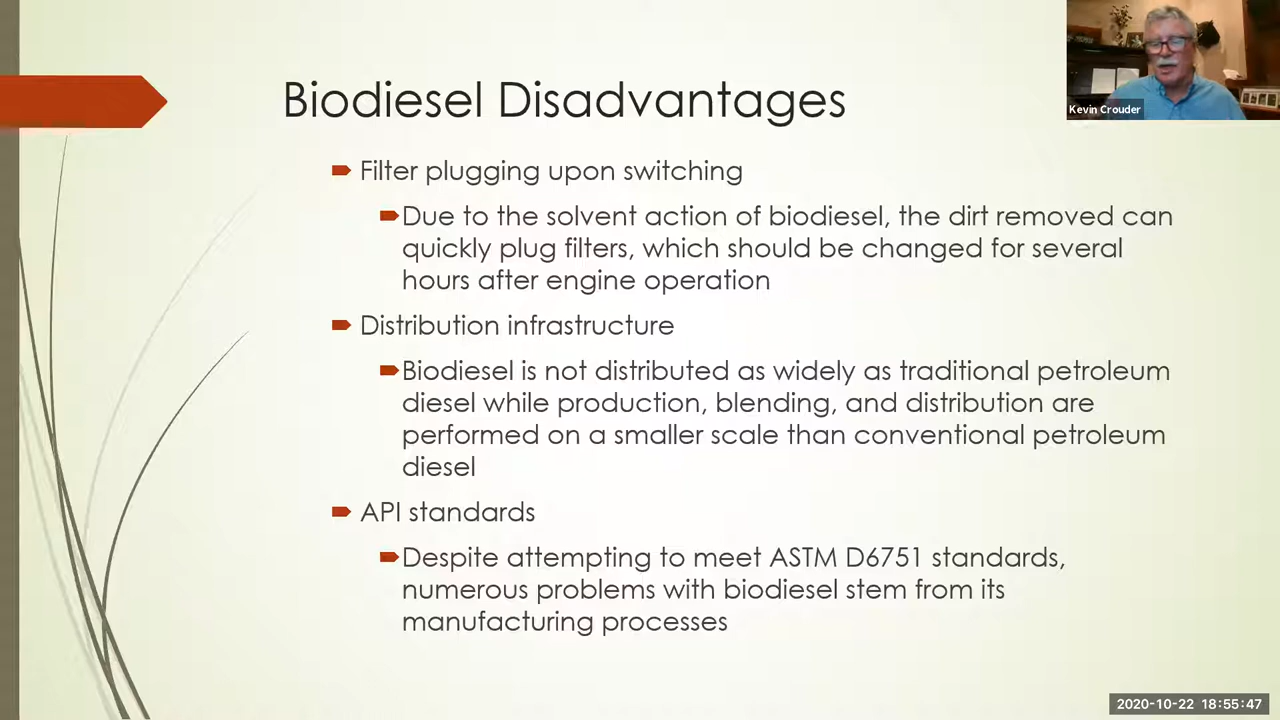 Biodiesel Disadvantages
Kevin Crouder
Filter plugging upon switching
Due to the solvent action of biodiesel, the dirt removed can
quickly plug filters, which should be changed for several
hours after engine operation
Distribution infrastructure
Biodiesel is not distributed as widely as traditional petroleum
diesel while production, blending, and distribution are
performed on a smaller scale than conventional petroleum
diesel
API standards
Despite attempting to meet ASTM D6751 standards,
numerous problems with biodiesel stem from its
manufacturing processes
2020-10-22 18:55:47